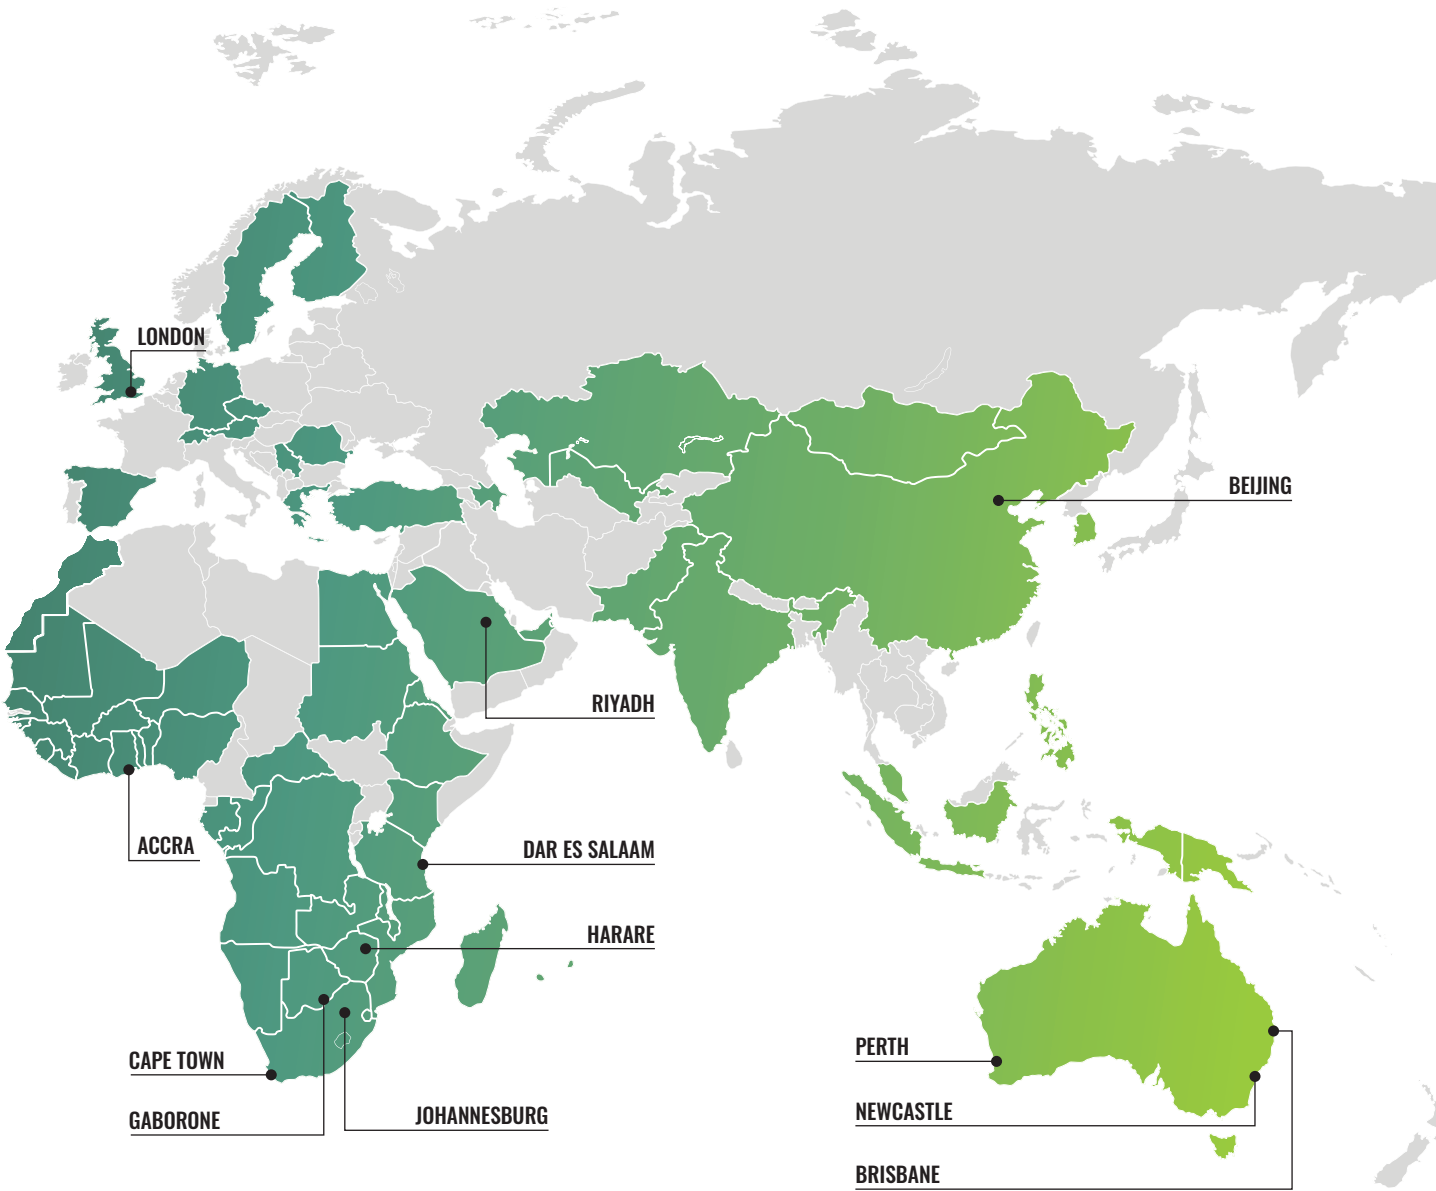 LONDON
BEIJING
RIYADH
ACCRA
DAR ES SALAAM
HARARE
PERTH
CAPE TOWN
NEWCASTLE
JOHANNESBURG
GABORONE
BRISBANE